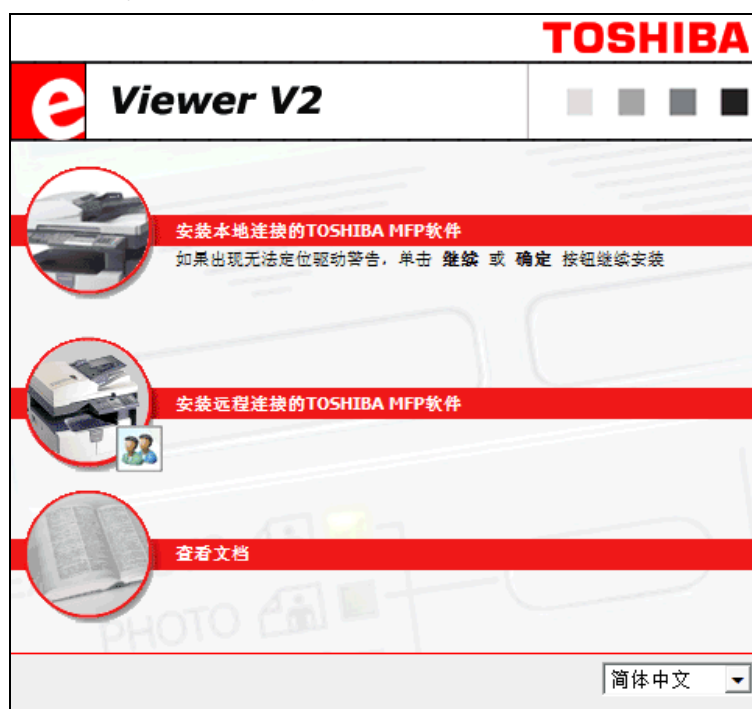 TOSHIBA
e Viewer V2
安装本地连接的TOSHIBA MFP软件
如果出现无法定位驱动警告，单击 继续 或 确定 按钮继续安装
安装远程连接的TOSHIBA MFP软件
查看文档
PHOTO
简体中文